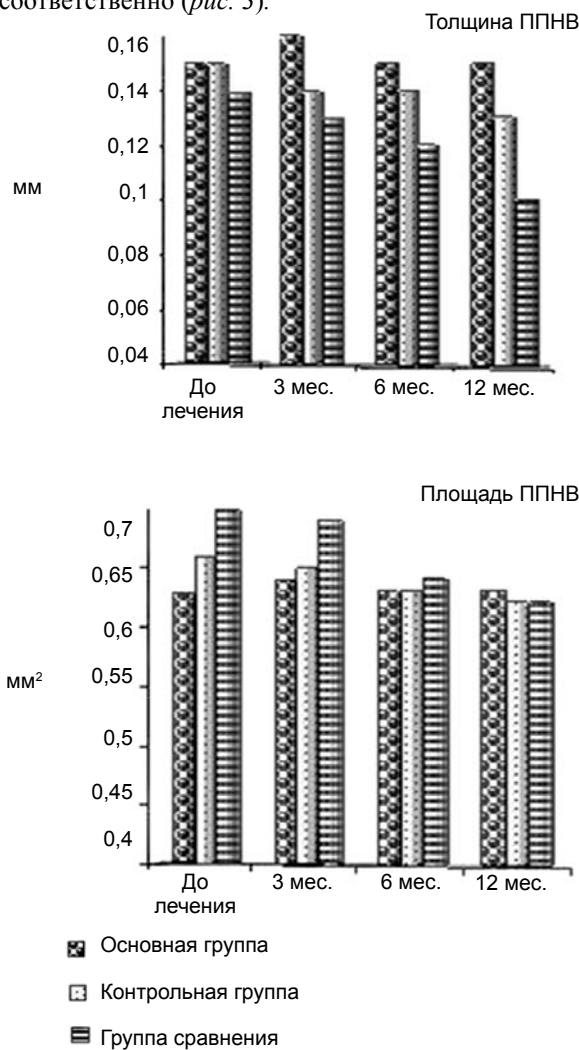 соответственно (рис. 5).
Толщина ППНВ
0,16
0,14
0,12
мм
0,1
0,08
0,06
0,04
До лечения
3 мес.
6 мес.
12 мес.
Площадь ППНВ
0,7
0,65
0,6
мм²
0,55
0,5
0,45
0,4
До лечения
3 мес.
6 мес.
12 мес.
Основная группа
Контрольная группа
Группа сравнения